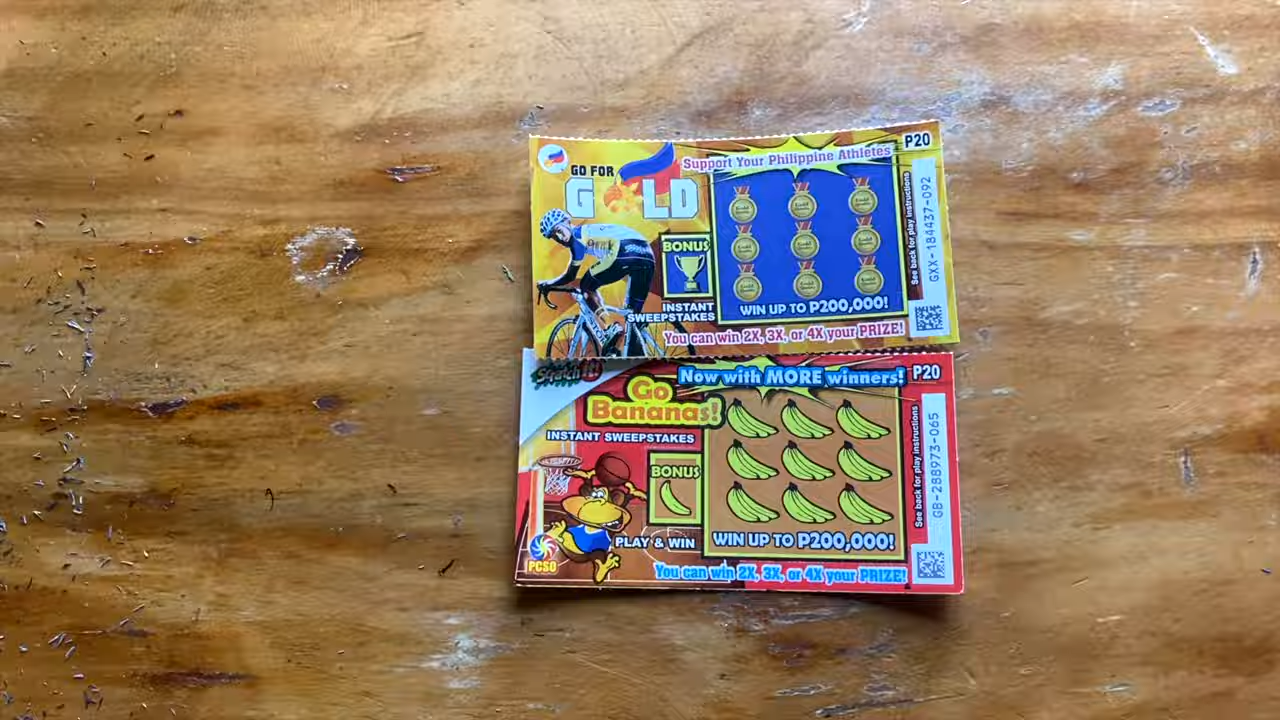 P20
Support Your Philippine Athletes
GO FOR
G LD
BONUS
INSTANT
SWEEPSTAKES
WIN UP TO P200,000!
You can win 2X, 3X, or 4X your PRIZE!
See back for play instructions
GXX-184437-092
Scratch it
Now with MORE winners!
P20
Go
Bananas!
INSTANT SWEEPSTAKES
BONUS
PLAY & WIN
PCSO
WIN UP TO P200,000!
You can win 2X, 3X, or 4X your PRIZE!
See back for play instructions
GB-288973-065